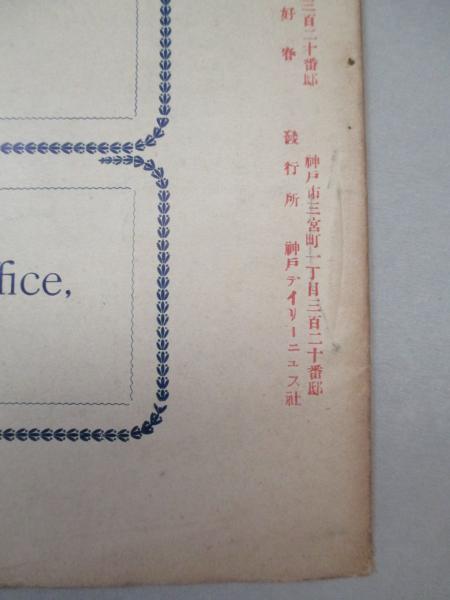 三百二十番邸
好脊
神戸市三宮町一丁目三百二十番邸
發行所 神戸デイリーニュス社
fice,